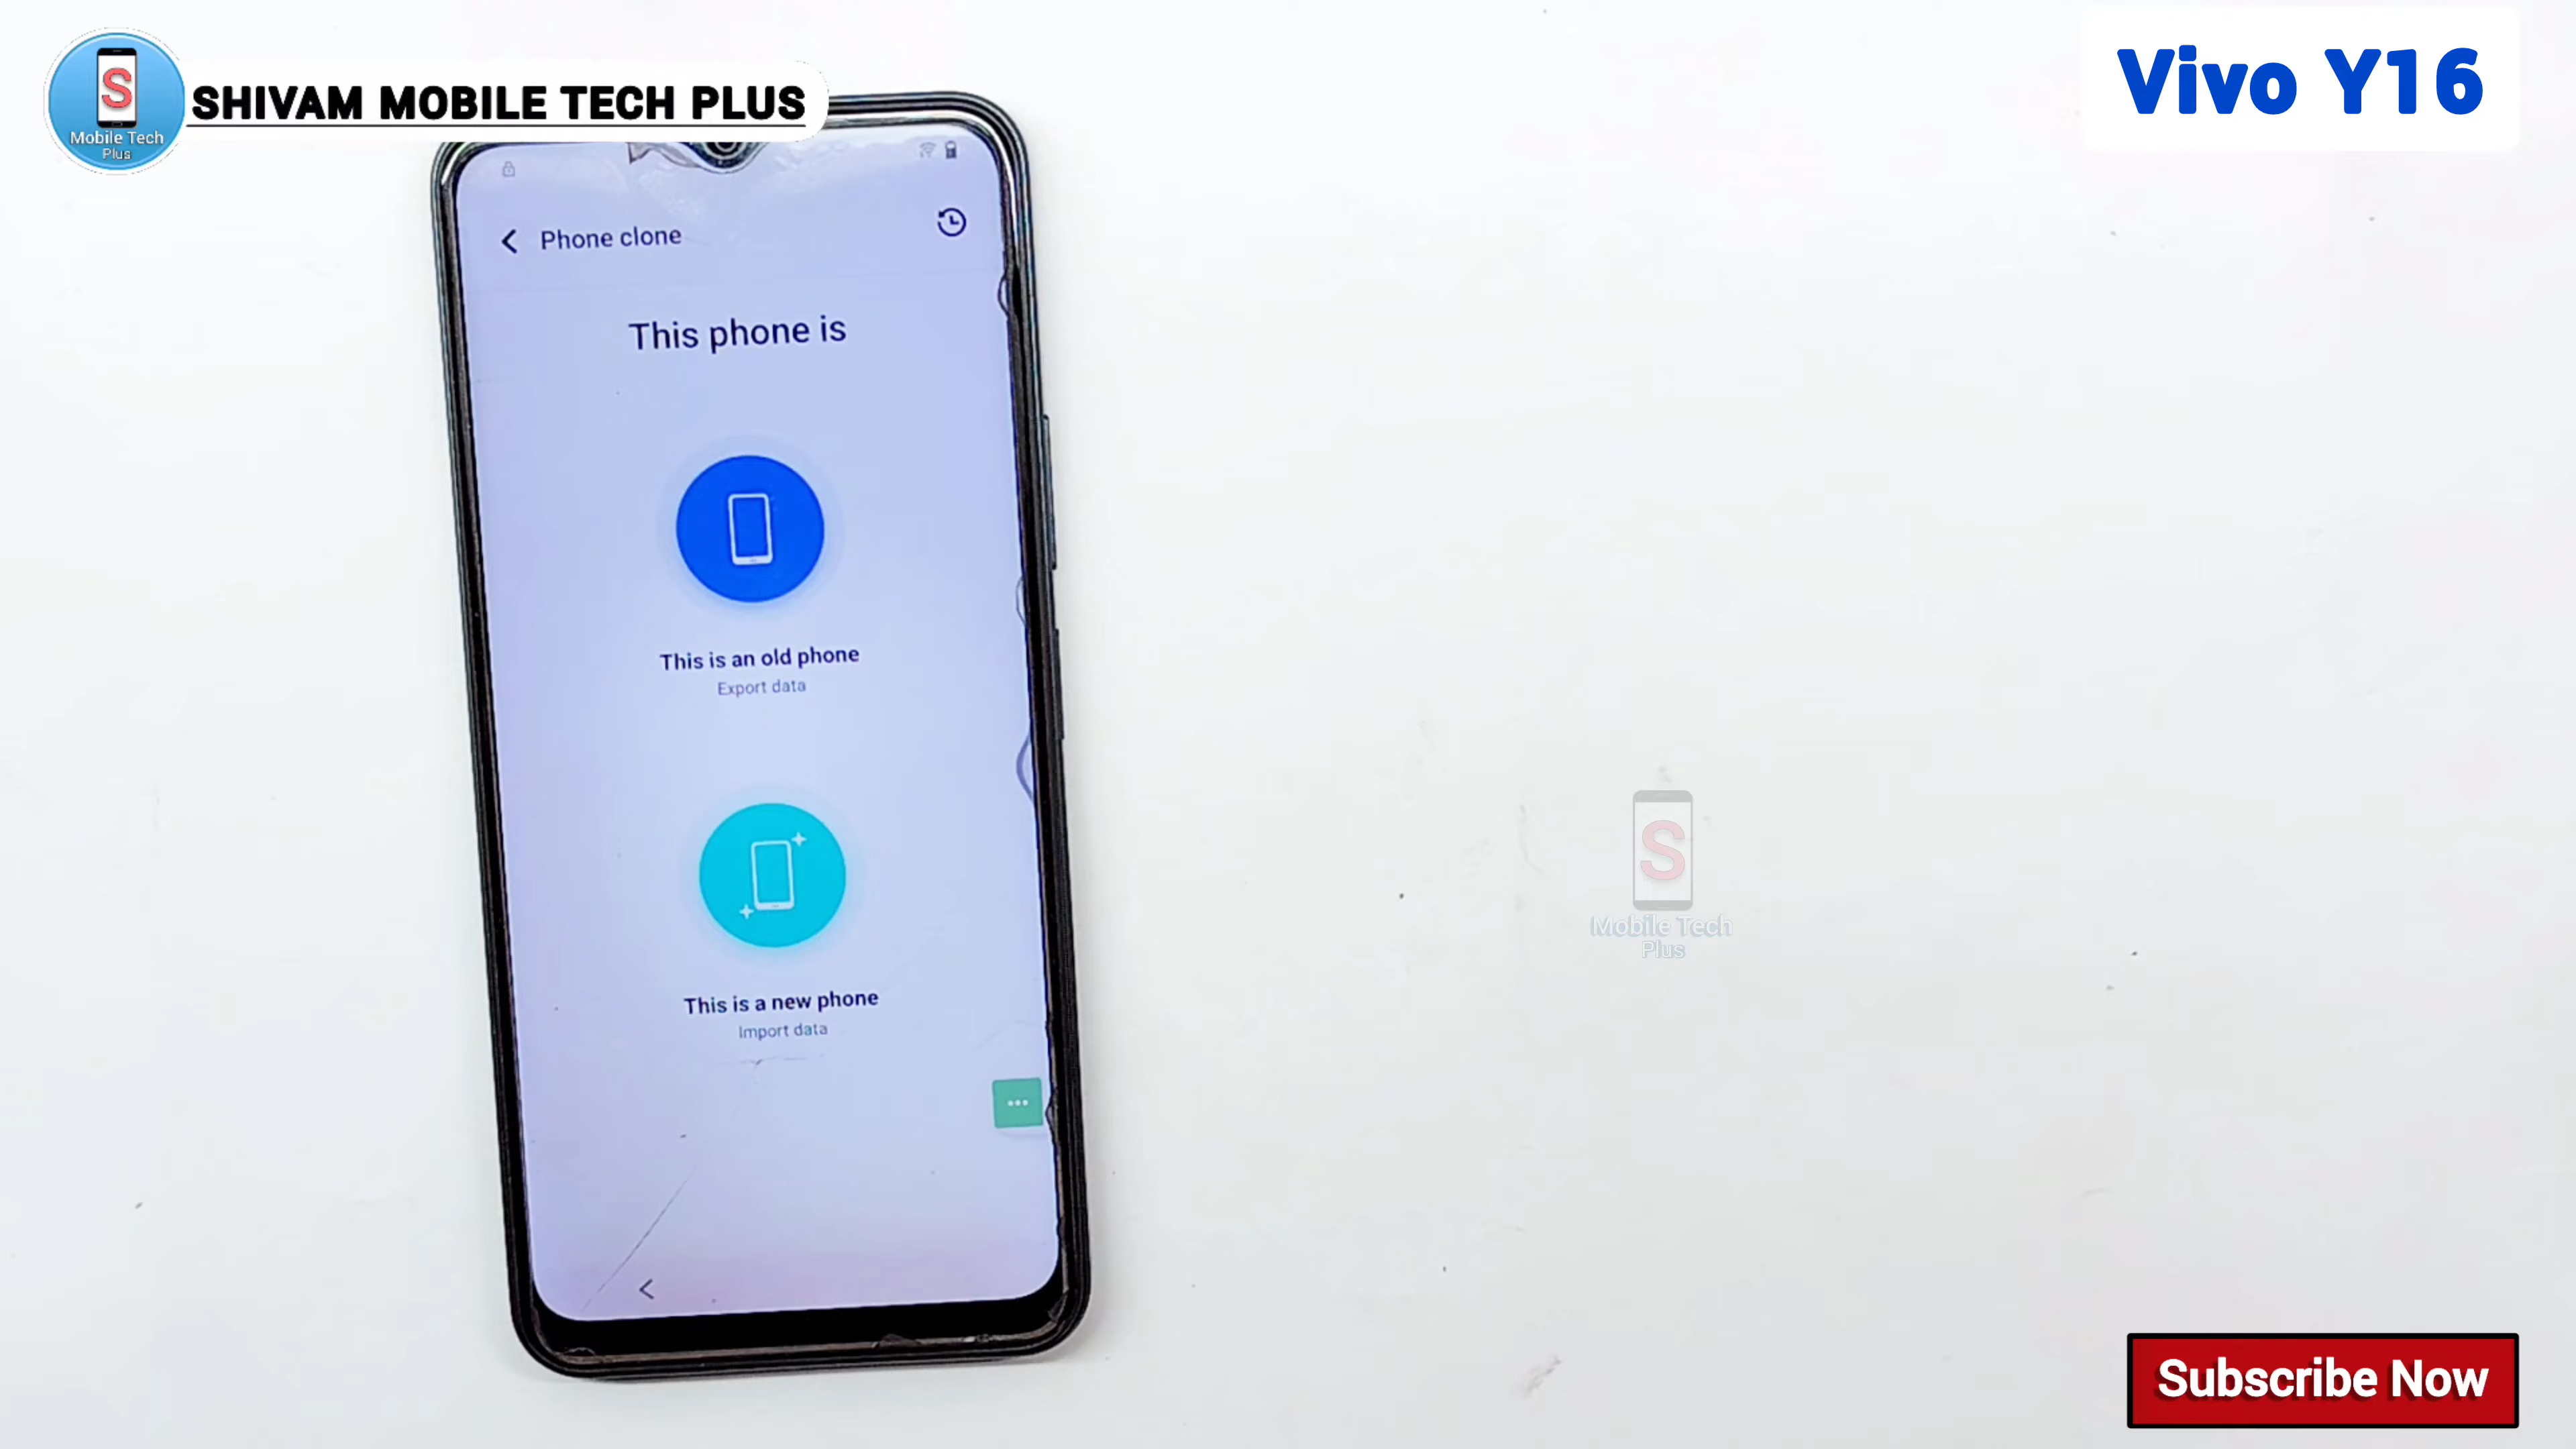 S
Mobile Tech
Plus
SHIVAM MOBILE TECH PLUS
Vivo Y16
Phone clone
This phone is
This is an old phone
Export data
This is a new phone
Import data
S
Mobile Tech
Plus
Subscribe Now